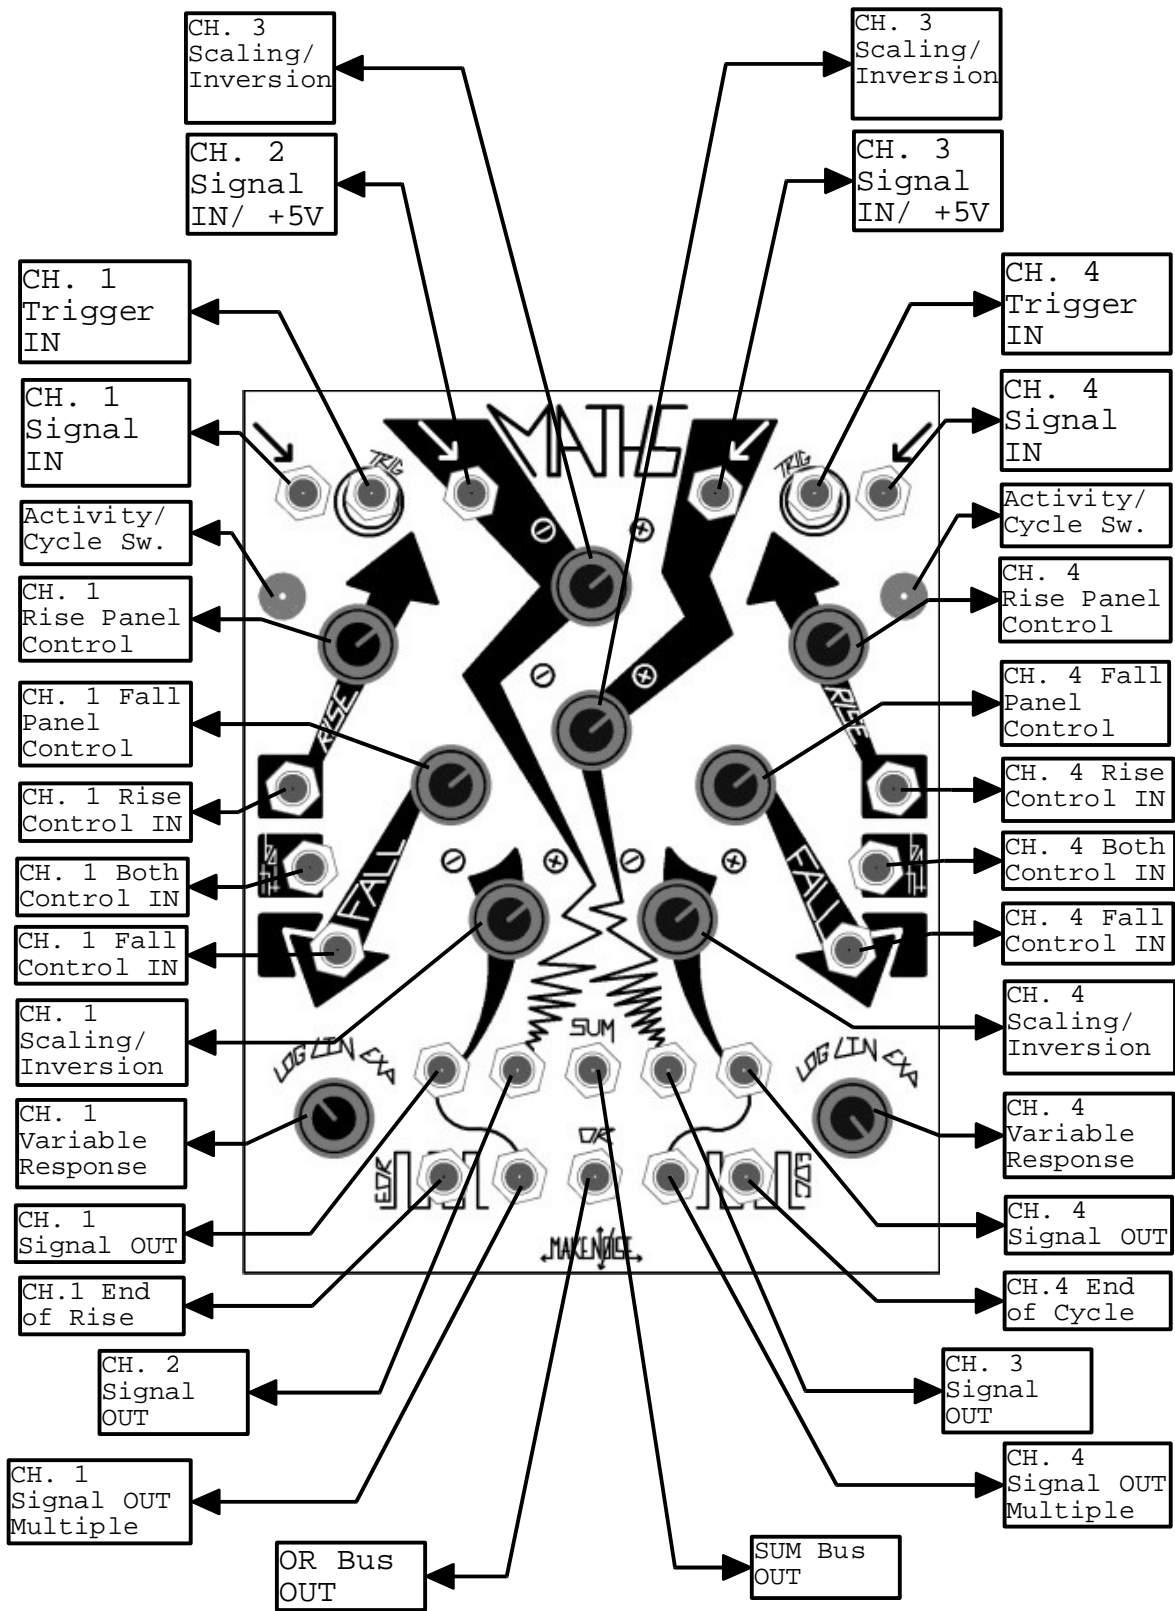 CH. 3
Scaling/
Inversion
CH. 3
Scaling/
Inversion
CH. 2
Signal
IN/ +5V
CH. 3
Signal
IN/ +5V
CH. 1
Trigger
IN
CH. 4
Trigger
IN
CH. 1
Signal
IN
CH. 4
Signal
IN
MATHS
TRIG
TRIG
Activity/
Cycle Sw.
Activity/
Cycle Sw.
CH. 1
Rise Panel
Control
CH. 4
Rise Panel
Control
RISE
RISE
CH. 1 Fall
Panel
Control
CH. 4 Fall
Panel
Control
CH. 1 Rise
Control IN
CH. 4 Rise
Control IN
CH. 1 Both
Control IN
CH. 4 Both
Control IN
FALL
FALL
CH. 1 Fall
Control IN
CH. 4 Fall
Control IN
CH. 1
Scaling/
Inversion
CH. 4
Scaling/
Inversion
SUM
LOG LIN EXP
LOG LIN EXP
CH. 1
Variable
Response
CH. 4
Variable
Response
OR
EOR
EOC
CH. 1
Signal OUT
CH. 4
Signal OUT
MAKENOISE
CH.1 End
of Rise
CH.4 End
of Cycle
CH. 2
Signal
OUT
CH. 3
Signal
OUT
CH. 1
Signal OUT
Multiple
CH. 4
Signal OUT
Multiple
OR Bus
OUT
SUM Bus
OUT